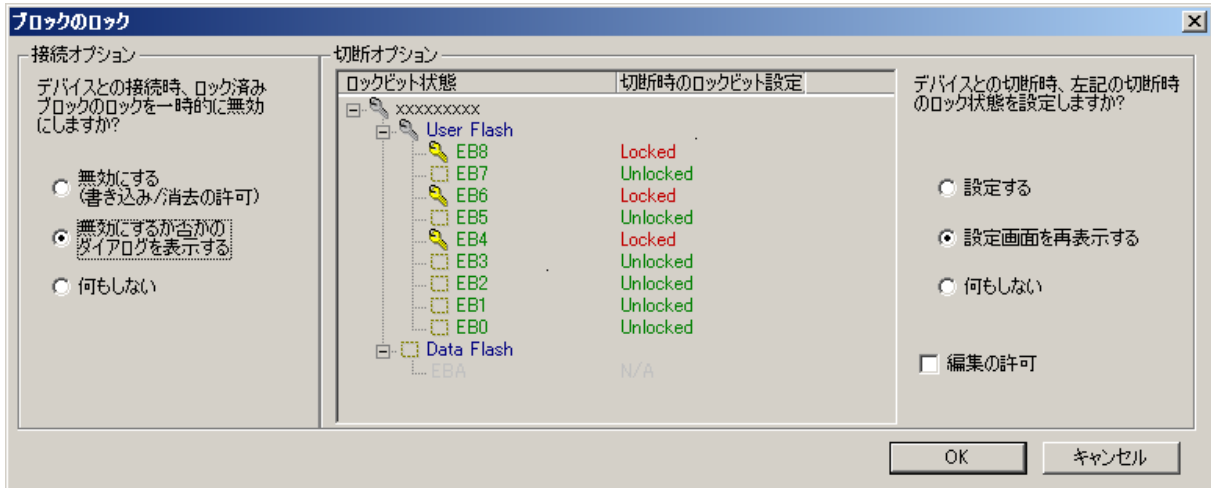 ブロックのロック
接続オプション
デバイスとの接続時、ロック済み
ブロックのロックを一時的に無効
にしますか?
無効にする
(書き込み/消去の許可)
無効にするか否かの
ダイアログを表示する
何もしない
切断オプション
ロックビット状態 切断時のロックビット設定
xxxxxxxxx
User Flash
EB8 Locked
EB7 Unlocked
EB6 Locked
EB5 Unlocked
EB4 Locked
EB3 Unlocked
EB2 Unlocked
EB1 Unlocked
EB0 Unlocked
Data Flash
EBA N/A
デバイスとの切断時、左記の切断時
のロック状態を設定しますか?
設定する
設定画面を再表示する
何もしない
編集の許可
OK キャンセル